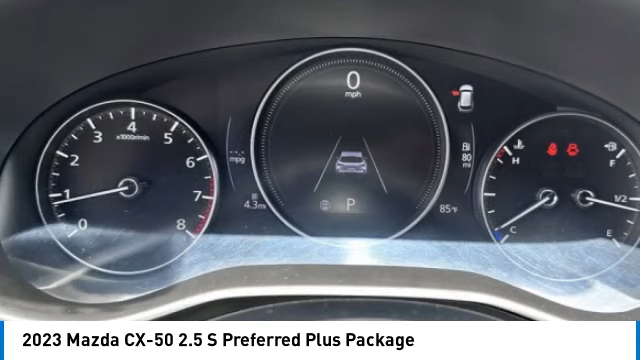 0
mph
4
x1000r/min
3
5
2
6
1
7
0
8
--.-
mpg
4.3mi
P
80
mi
85°F
H
C
F
1/2
E
2023 Mazda CX-50 2.5 S Preferred Plus Package